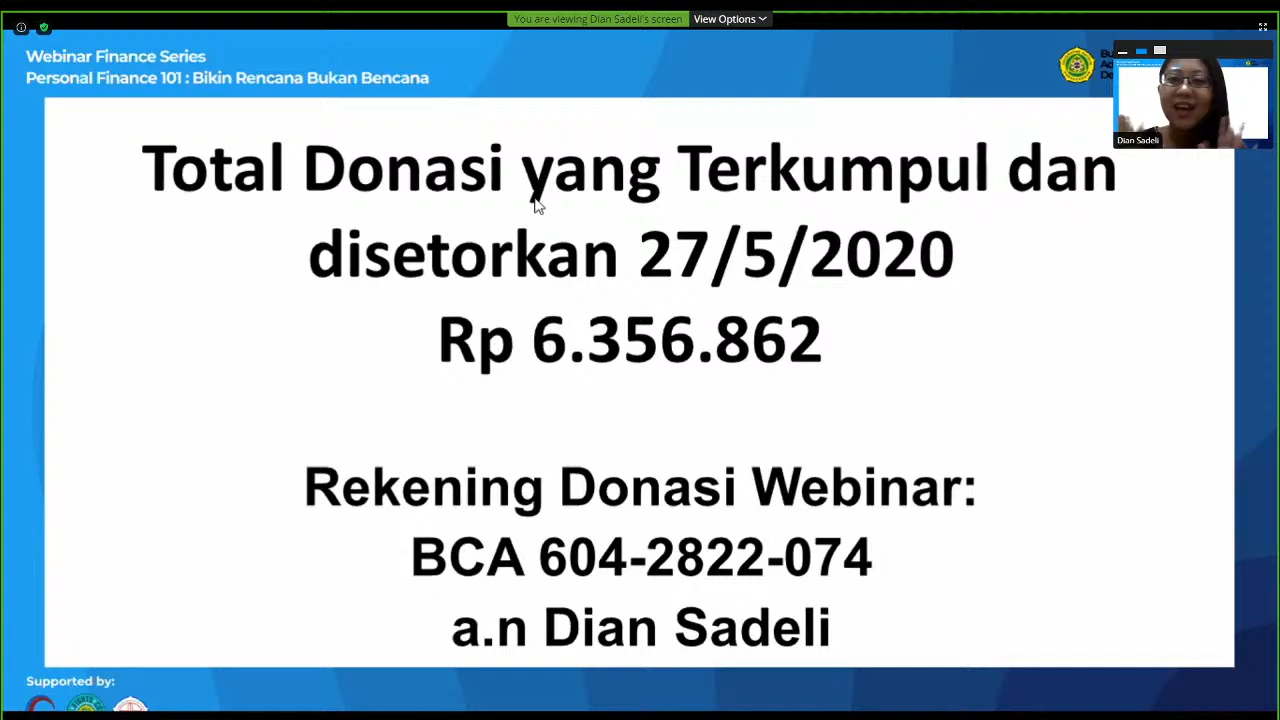 You are viewing Dian Sadeli's screen
View Options
Webinar Finance Series
Personal Finance 101 : Bikin Rencana Bukan Bencana
Dian Sadeli
Total Donasi yang Terkumpul dan
disetorkan 27/5/2020
Rp 6.356.862
Rekening Donasi Webinar:
BCA 604-2822-074
a.n Dian Sadeli
Supported by: